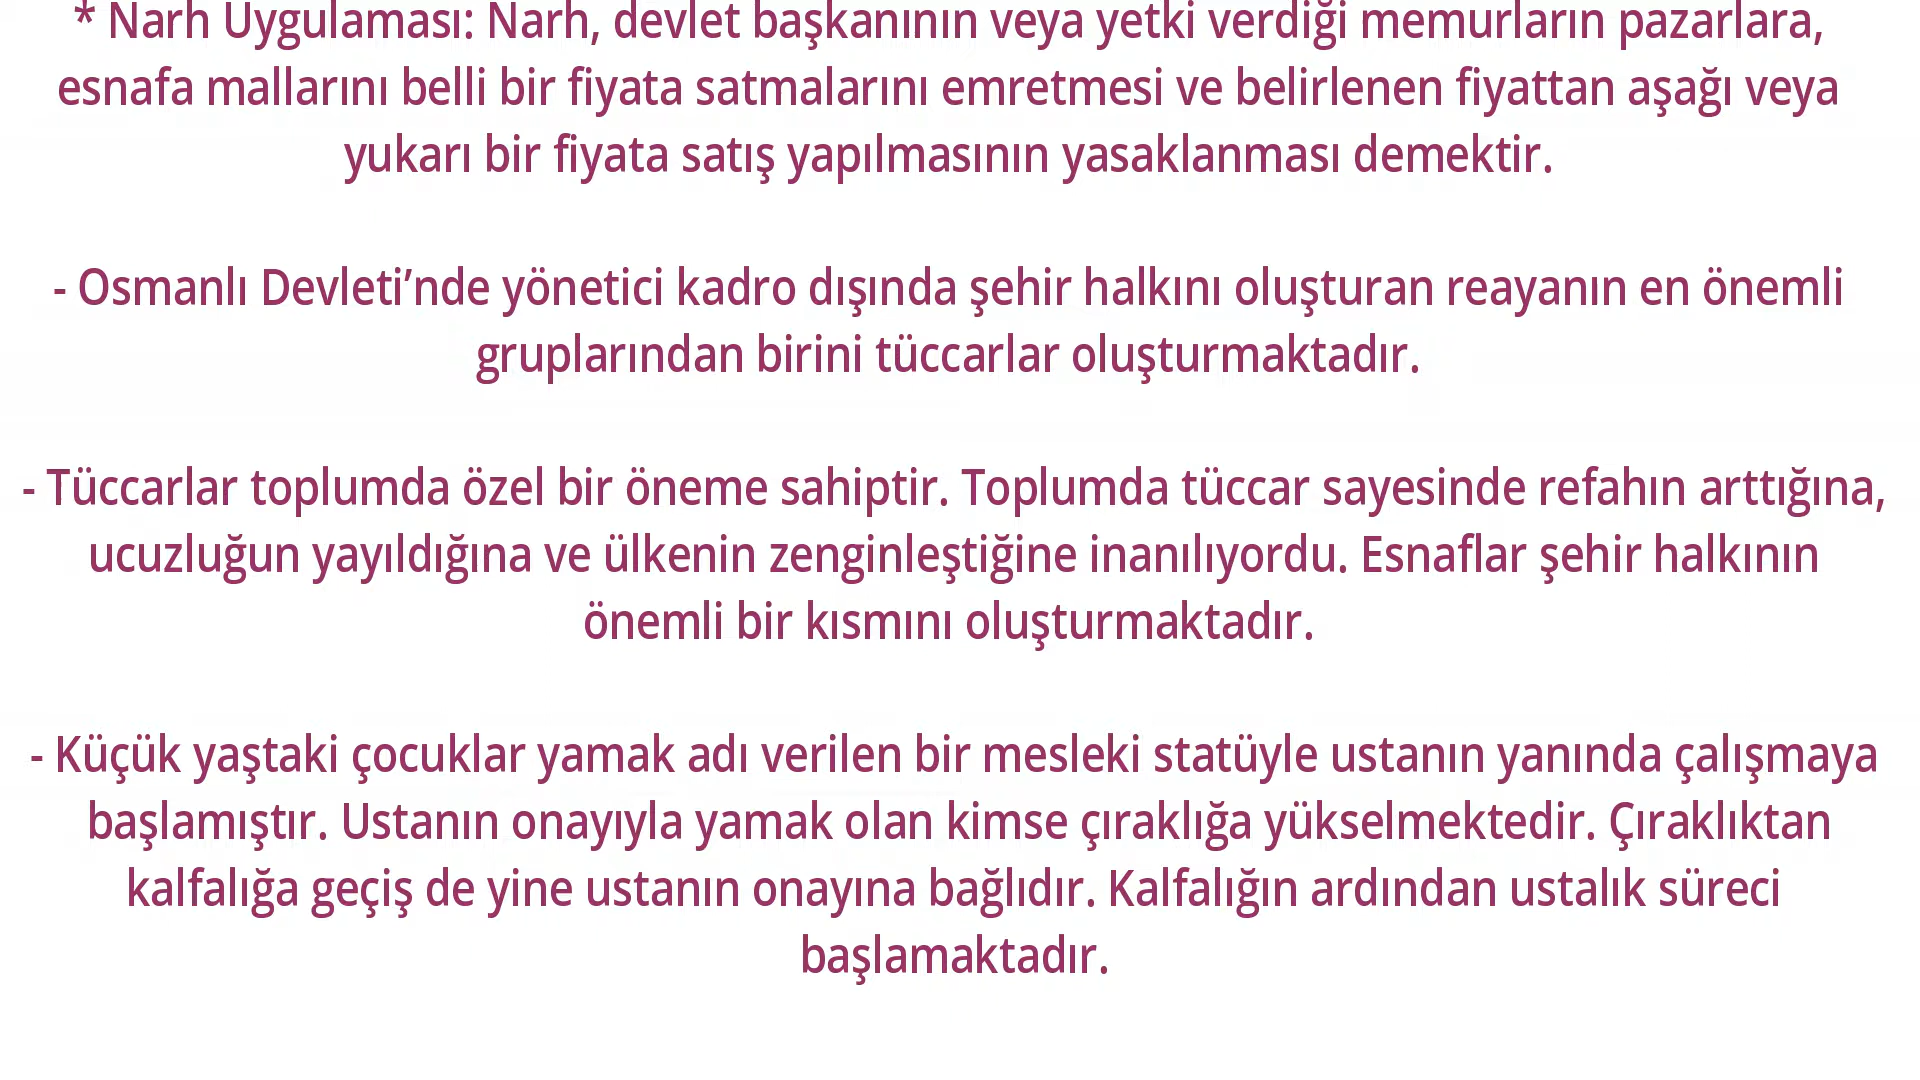 * Narh Uygulaması: Narh, devlet başkanının veya yetki verdiği memurların pazarlara,
esnafa mallarını belli bir fiyata satmalarını emretmesi ve belirlenen fiyattan aşağı veya
yukarı bir fiyata satış yapılmasının yasaklanması demektir.
- Osmanlı Devleti’nde yönetici kadro dışında şehir halkını oluşturan reayanın en önemli
gruplarından birini tüccarlar oluşturmaktadır.
- Tüccarlar toplumda özel bir öneme sahiptir. Toplumda tüccar sayesinde refahın arttığına,
ucuzluğun yayıldığına ve ülkenin zenginleştiğine inanılıyordu. Esnaflar şehir halkının
önemli bir kısmını oluşturmaktadır.
- Küçük yaştaki çocuklar yamak adı verilen bir mesleki statüyle ustanın yanında çalışmaya
başlamıştır. Ustanın onayıyla yamak olan kimse çıraklığa yükselmektedir. Çıraklıktan
kalfalığa geçiş de yine ustanın onayına bağlıdır. Kalfalığın ardından ustalık süreci
başlamaktadır.